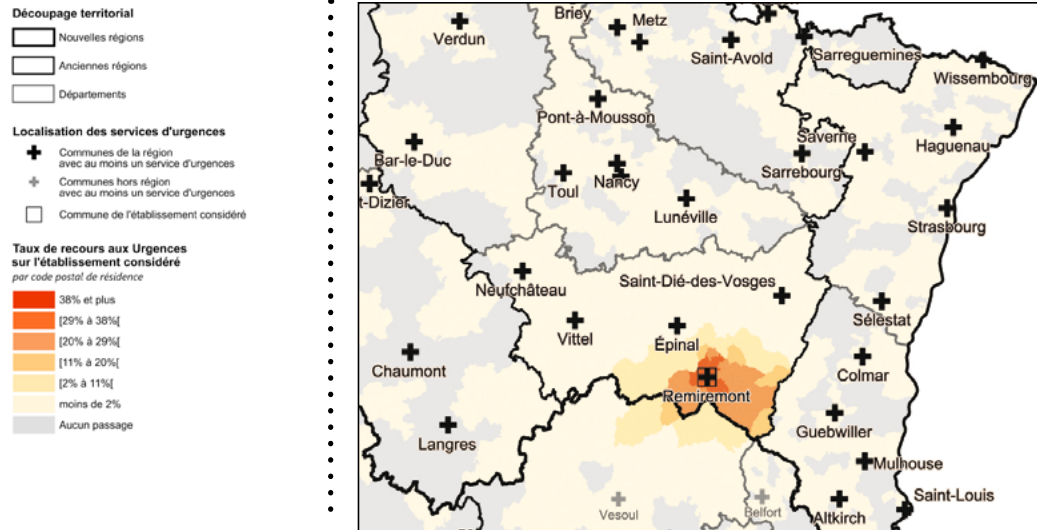 Découpage territorial
Nouvelles régions
Anciennes régions
Départements
Localisation des services d'urgences
Communes de la région
avec au moins un service d'urgences
Communes hors région
avec au moins un service d'urgences
Commune de l'établissement considéré
Taux de recours aux Urgences
sur l'établissement considéré
par code postal de résidence
38% et plus
[29% à 38%[
[20% à 29%[
[11% à 20%[
[2% à 11%[
moins de 2%
Aucun passage
Briey
Metz
Verdun
Saint-Avold
Sarreguemines
Wissembourg
Pont-à-Mousson
Bar-le-Duc
Saverne
Haguenau
Sarrebourg
t-Dizier
Toul
Nancy
Lunéville
Strasbourg
Neufchâteau
Saint-Dié-des-Vosges
Sélestat
Vittel
Épinal
Chaumont
Colmar
Remiremont
Langres
Guebwiller
Mulhouse
Vesoul
Belfort
Altkirch
Saint-Louis